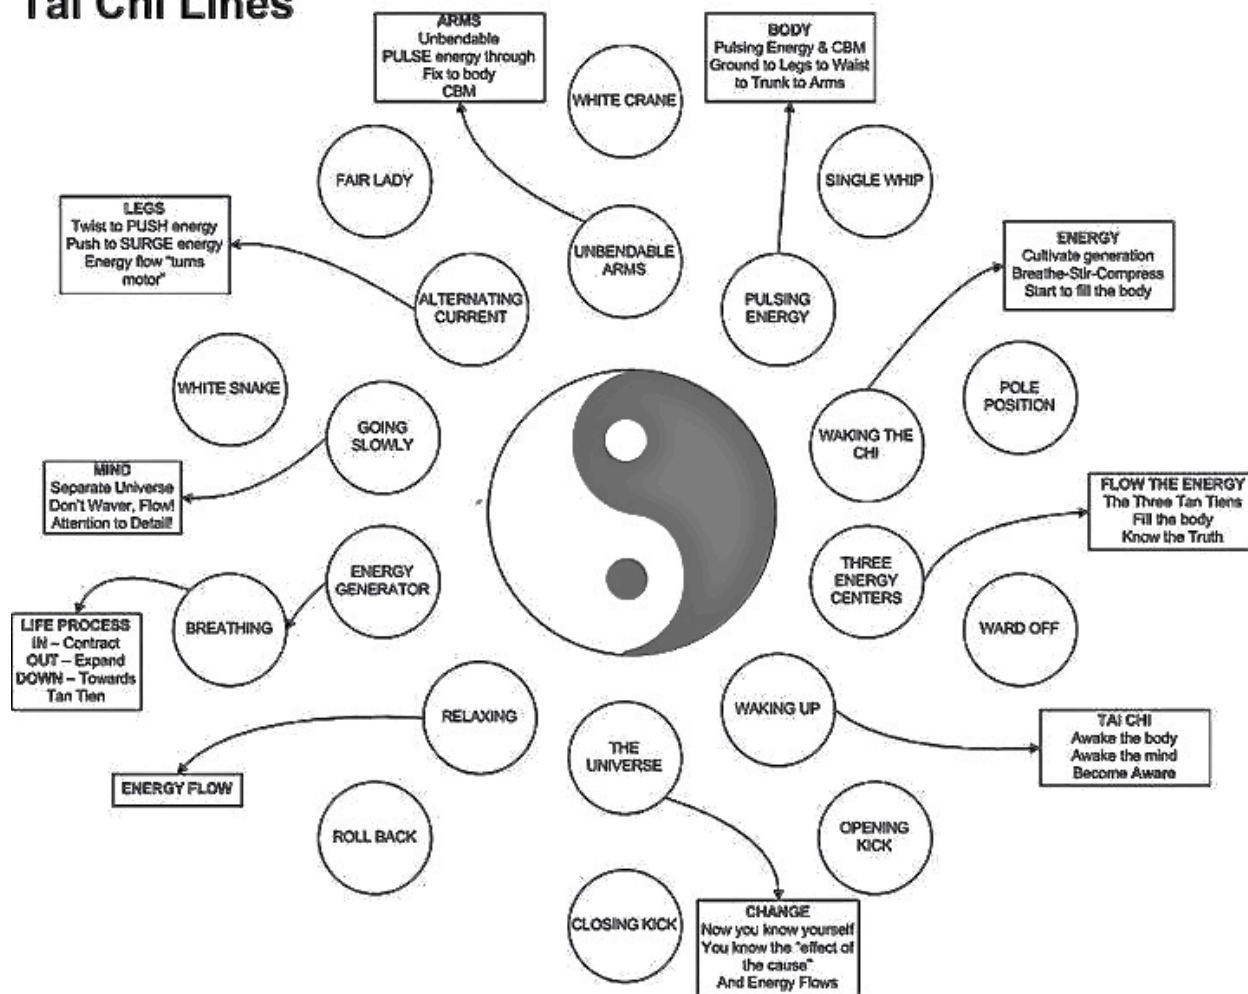 Tai Chi Lines
ARMS
Unbendable
PULSE energy through
Fix to body
CBM
BODY
Pulsing Energy & CBM
Ground to Legs to Waist
to Trunk to Arms
WHITE CRANE
FAIR LADY
SINGLE WHIP
LEGS
Twist to PUSH energy
Push to SURGE energy
Energy flow "turns
motor"
UNBENDABLE
ARMS
ENERGY
Cultivate generation
Breathe-Stir-Compress
Start to fill the body
ALTERNATING
CURRENT
PULSING
ENERGY
WHITE SNAKE
POLE
POSITION
GOING
SLOWLY
WAKING THE
CHI
MIND
Separate Universe
Don't Waver, Flow!
Attention to Detail!
FLOW THE ENERGY
The Three Tan Tiens
Fill the body
Know the Truth
ENERGY
GENERATOR
THREE
ENERGY
CENTERS
BREATHING
WARD OFF
LIFE PROCESS
IN – Contract
OUT – Expand
DOWN – Towards
Tan Tien
RELAXING
WAKING UP
THE
UNIVERSE
TAI CHI
Awake the body
Awake the mind
Become Aware
ENERGY FLOW
ROLL BACK
OPENING
KICK
CLOSING KICK
CHANGE
Now you know yourself
You know the "effect of
the cause"
And Energy Flows